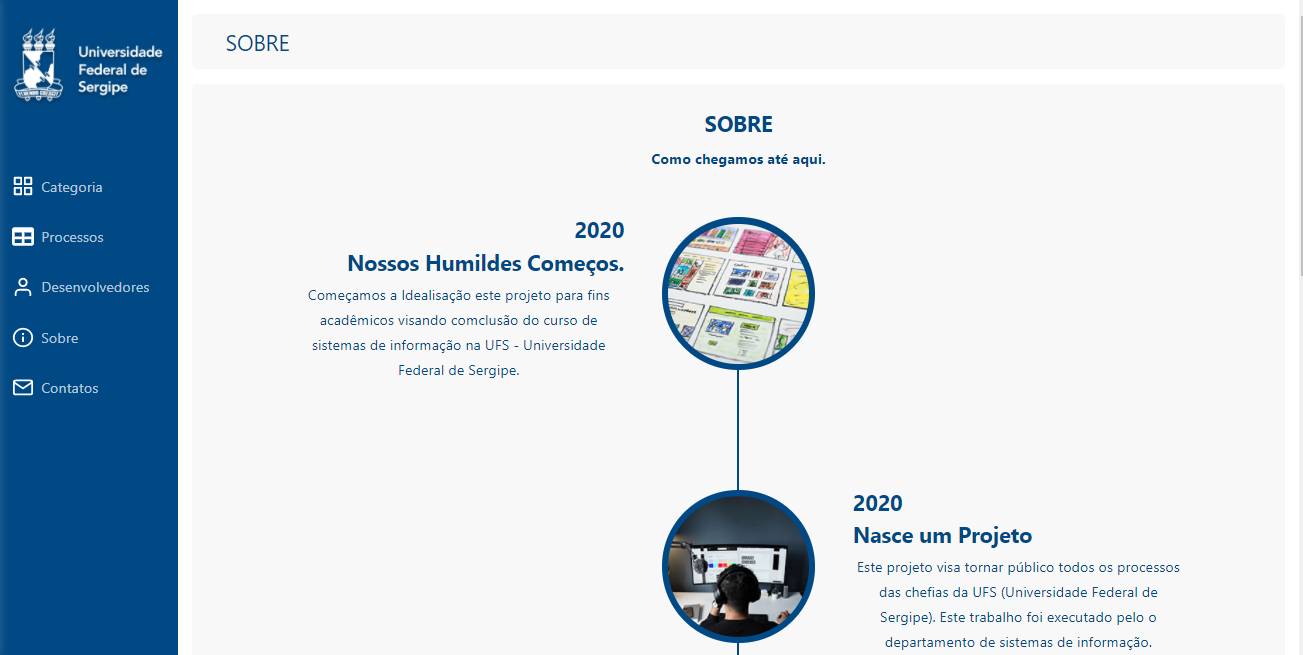 Universidade
Federal de
Sergipe
Categoria
Processos
Desenvolvedores
Sobre
Contatos
SOBRE
SOBRE
Como chegamos até aqui.
2020
Nossos Humildes Começos.
Começamos a Idealisação este projeto para fins
acadêmicos visando comclusão do curso de
sistemas de informação na UFS - Universidade
Federal de Sergipe.
2020
Nasce um Projeto
Este projeto visa tornar público todos os processos
das chefias da UFS (Universidade Federal de
Sergipe). Este trabalho foi executado pelo o
departamento de sistemas de informação.